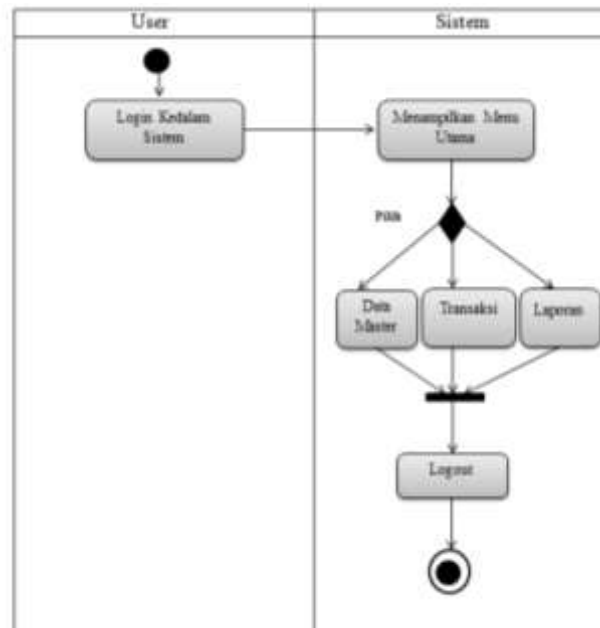 User
Sistem
Login Kedalam
Sistem
Menampilkan Menu
Utama
Pilih
Data
Master
Transaksi
Laporan
Logout